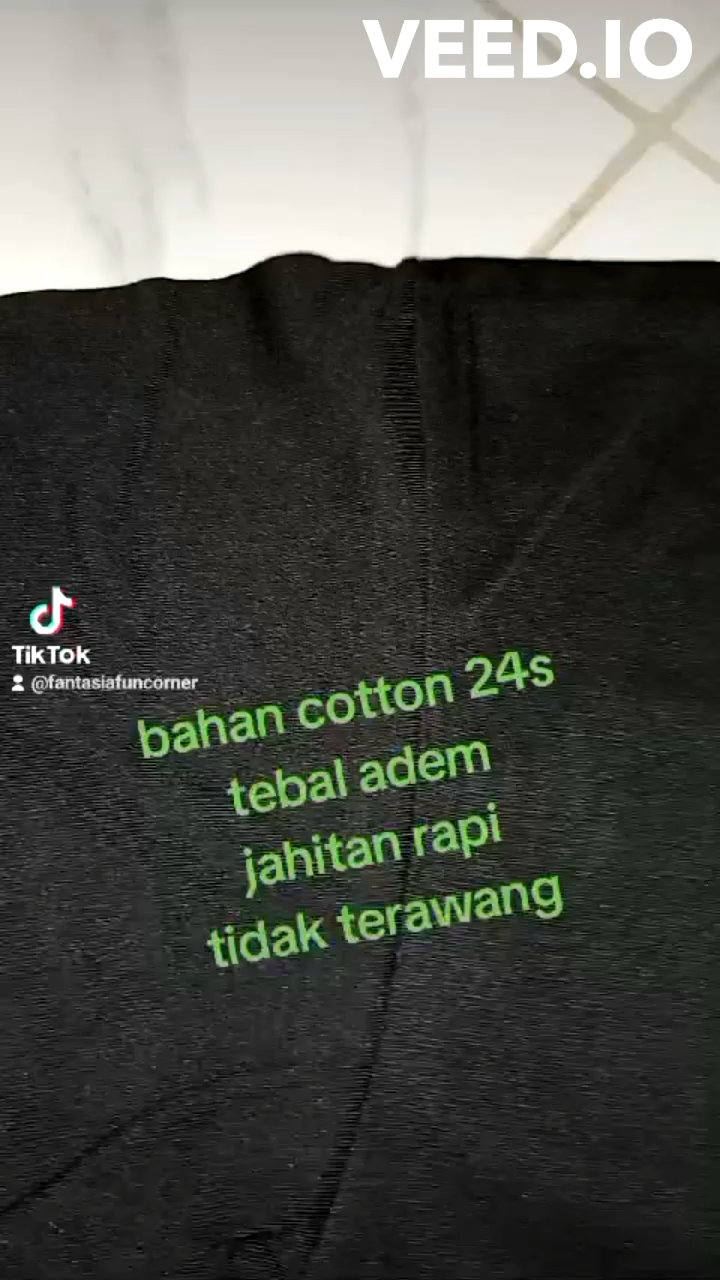 VEED.IO
TikTok
@fantasiafuncorner
bahan cotton 24s
tebal adem
jahitan rapi
tidak terawang